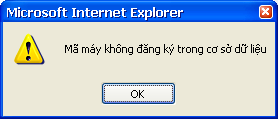 Microsoft Internet Explorer
Mã máy không đăng ký trong cơ sở dữ liệu
OK